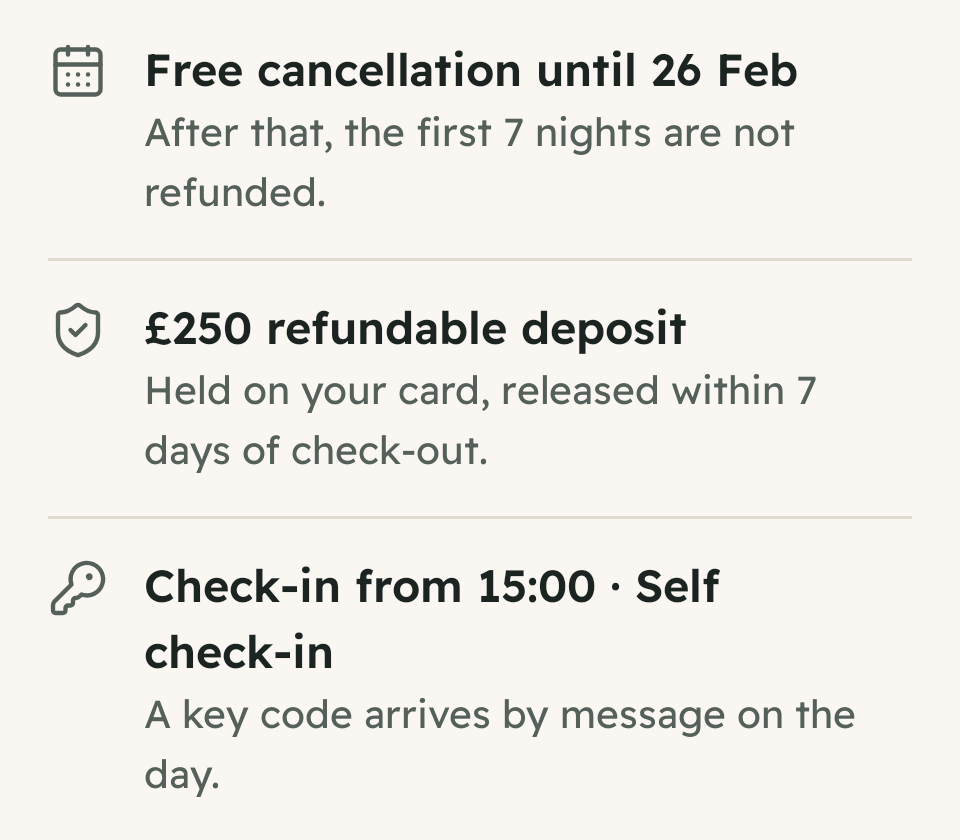 Free cancellation until 26 Feb
After that, the first 7 nights are not
refunded.
£250 refundable deposit
Held on your card, released within 7
days of check-out.
Check-in from 15:00 · Self
check-in
A key code arrives by message on the
day.